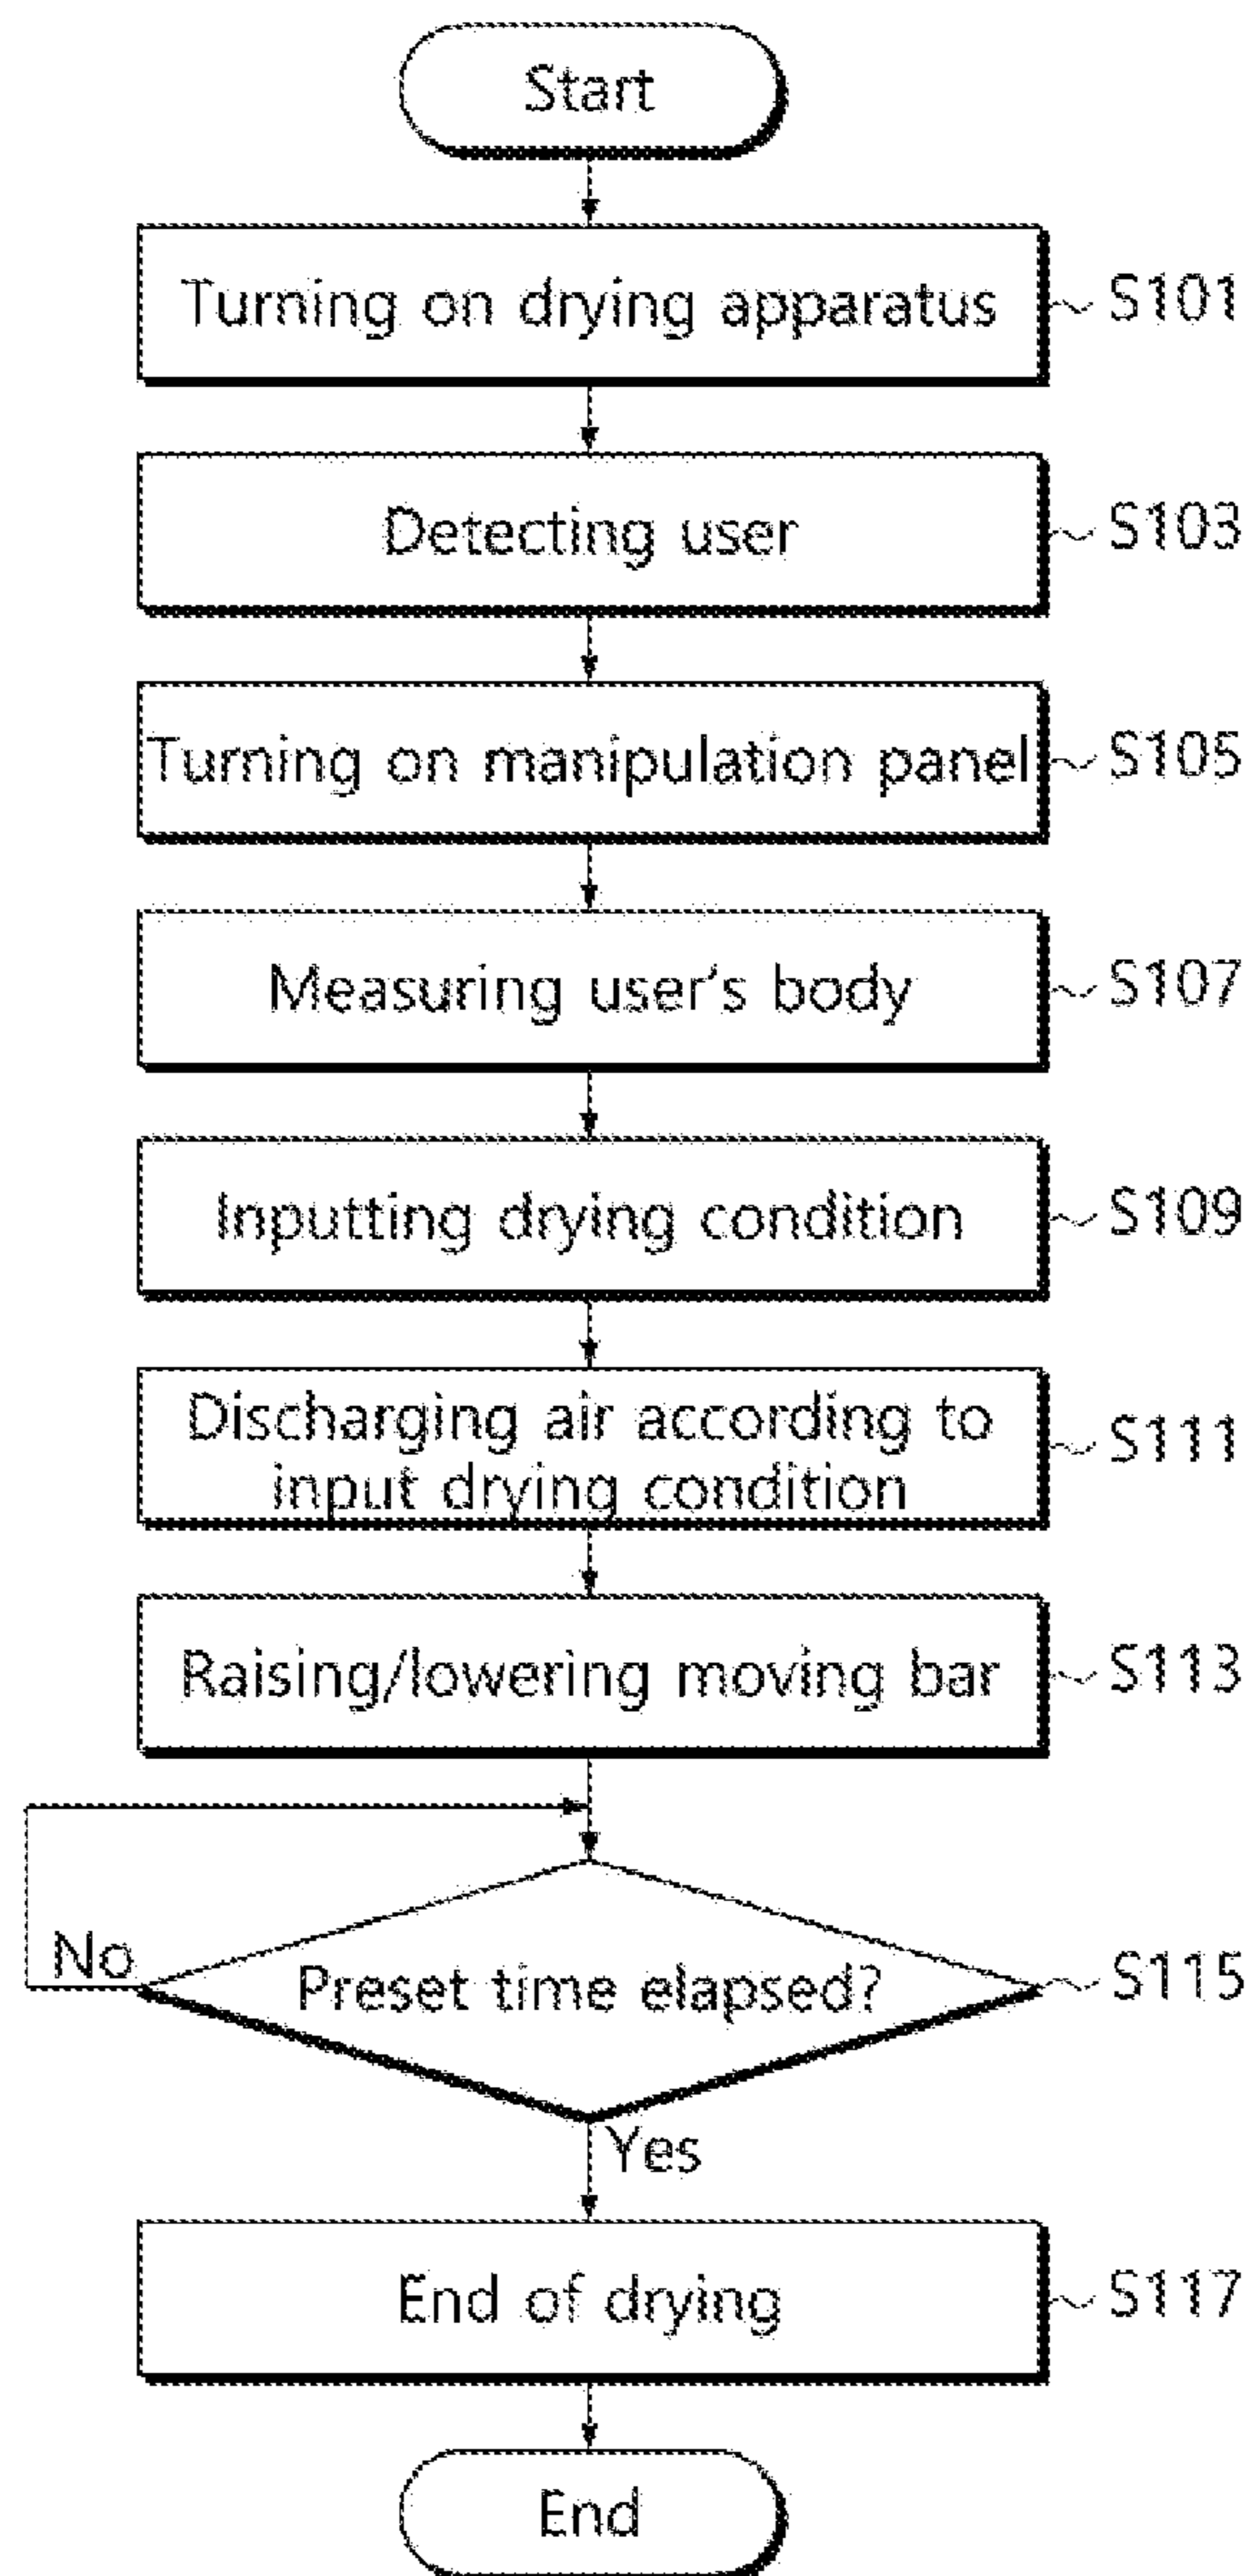 Start
Turning on drying apparatus
S101
Detecting user
S103
Turning on manipulation panel
S105
Measuring user's body
S107
Inputting drying condition
S109
Discharging air according to
input drying condition
S111
Raising/lowering moving bar
S113
No
Preset time elapsed?
S115
Yes
End of drying
S117
End